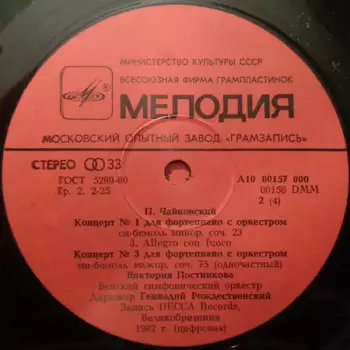 МИНИСТЕРСТВО КУЛЬТУРЫ СССР
ВСЕСОЮЗНАЯ ФИРМА ГРАМПЛАСТИНОК
МЕЛОДИЯ
МОСКОВСКИЙ ОПЫТНЫЙ ЗАВОД «ГРАМЗАПИСЬ»
СТЕРЕО 33
ГОСТ 5289-80
Гр. 2. 2-25
А10 00157 000
00158 DMM
2 (4)
П. Чайковский
Концерт № 1 для фортепиано с оркестром
си-бемоль минор, соч. 23
3. Allegro con fuoco
Концерт № 3 для фортепиано с оркестром
ми-бемоль мажор, соч. 75 (одночастный)
Виктория Постникова
Венский симфонический оркестр
Дирижер Геннадий Рождественский
Запись DECCA Records,
Великобритания
1982 г (цифровая)